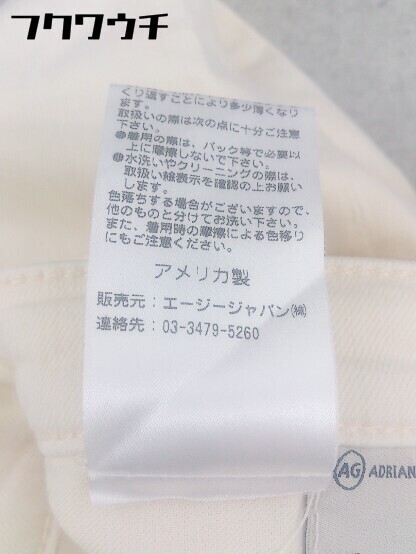 フクワウチ
くり返すことにより多少薄くなり
ます。
取扱いの際は次の点に十分ご注意
下さい。
●着用の際は、バック等で必要以
上に摩擦しないで下さい。
●水洗いやクリーニングの際は、
取扱い絵表示を確認の上お願い
します。
色落ちする場合がございますので、
他のものと分けてお洗い下さい。
また、着用時の摩擦による色移り
にもご注意ください。
アメリカ製
販売元：エージージャパン㈱
連絡先：03-3479-5260
AG ADRIAN